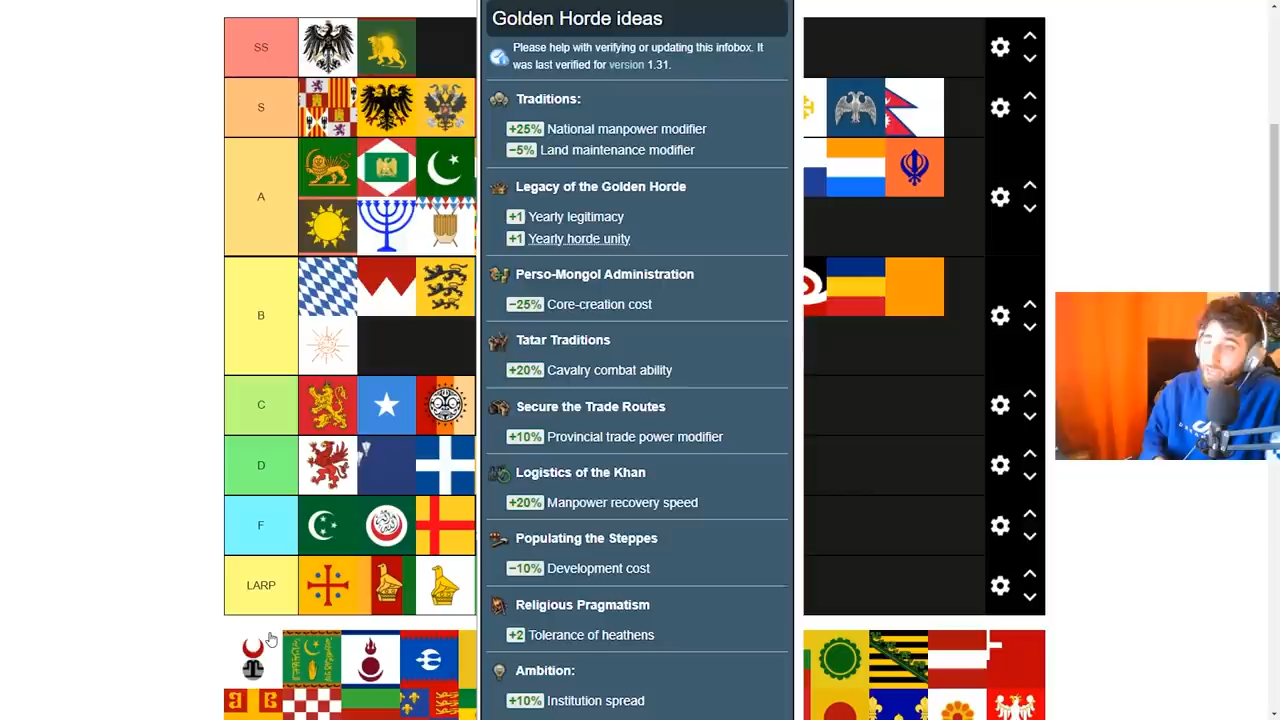 Golden Horde ideas
Please help with verifying or updating this infobox. It
was last verified for version 1.31.
Traditions:
+25% National manpower modifier
−5% Land maintenance modifier
Legacy of the Golden Horde
+1 Yearly legitimacy
+1 Yearly horde unity
Perso-Mongol Administration
−25% Core-creation cost
Tatar Traditions
+20% Cavalry combat ability
Secure the Trade Routes
+10% Provincial trade power modifier
Logistics of the Khan
+20% Manpower recovery speed
Populating the Steppes
−10% Development cost
Religious Pragmatism
+2 Tolerance of heathens
Ambition:
+10% Institution spread
SS
S
A
B
C
D
F
LARP